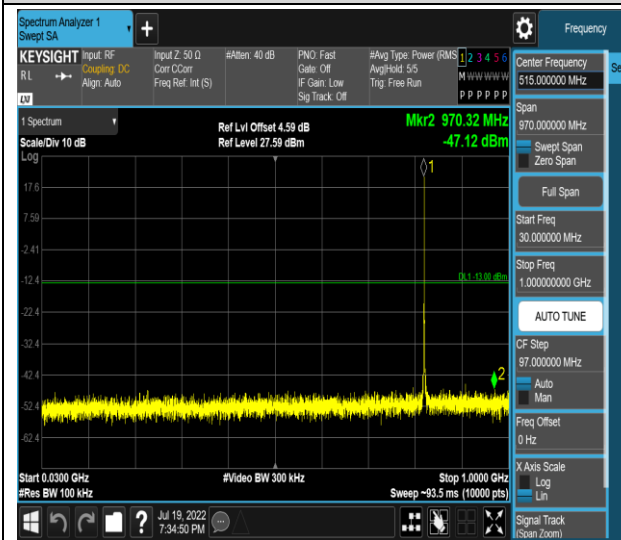 Spectrum Analyzer 1
Swept SA
Frequency
KEYSIGHT
RL
Input: RF
Coupling: DC
Align: Auto
Input Z: 50 Ω
Corr CCorr
Freq Ref: Int (S)
#Atten: 40 dB
PNO: Fast
Gate: Off
IF Gain: Low
Sig Track: Off
#Avg Type: Power (RMS
Avg|Hold: 5/5
Trig: Free Run
1 2 3 4 5 6
M W W W W W
P P P P P P
1 Spectrum
Scale/Div 10 dB
Log
Ref Lvl Offset 4.59 dB
Ref Level 27.59 dBm
Mkr2 970.32 MHz
-47.12 dBm
1
17.6
7.59
-2.41
-12.4
DL1 -13.00 dBm
-22.4
-32.4
-42.4
2
-52.4
-62.4
Start 0.0300 GHz
#Res BW 100 kHz
#Video BW 300 kHz
Stop 1.0000 GHz
Sweep ~93.5 ms (10000 pts)
?
Jul 19, 2022
7:34:50 PM
Center Frequency
515.000000 MHz
Se
Span
970.000000 MHz
Swept Span
Zero Span
Full Span
Start Freq
30.000000 MHz
Stop Freq
1.000000000 GHz
AUTO TUNE
CF Step
97.000000 MHz
Auto
Man
Freq Offset
0 Hz
X Axis Scale
Log
Lin
Signal Track
(Span Zoom)